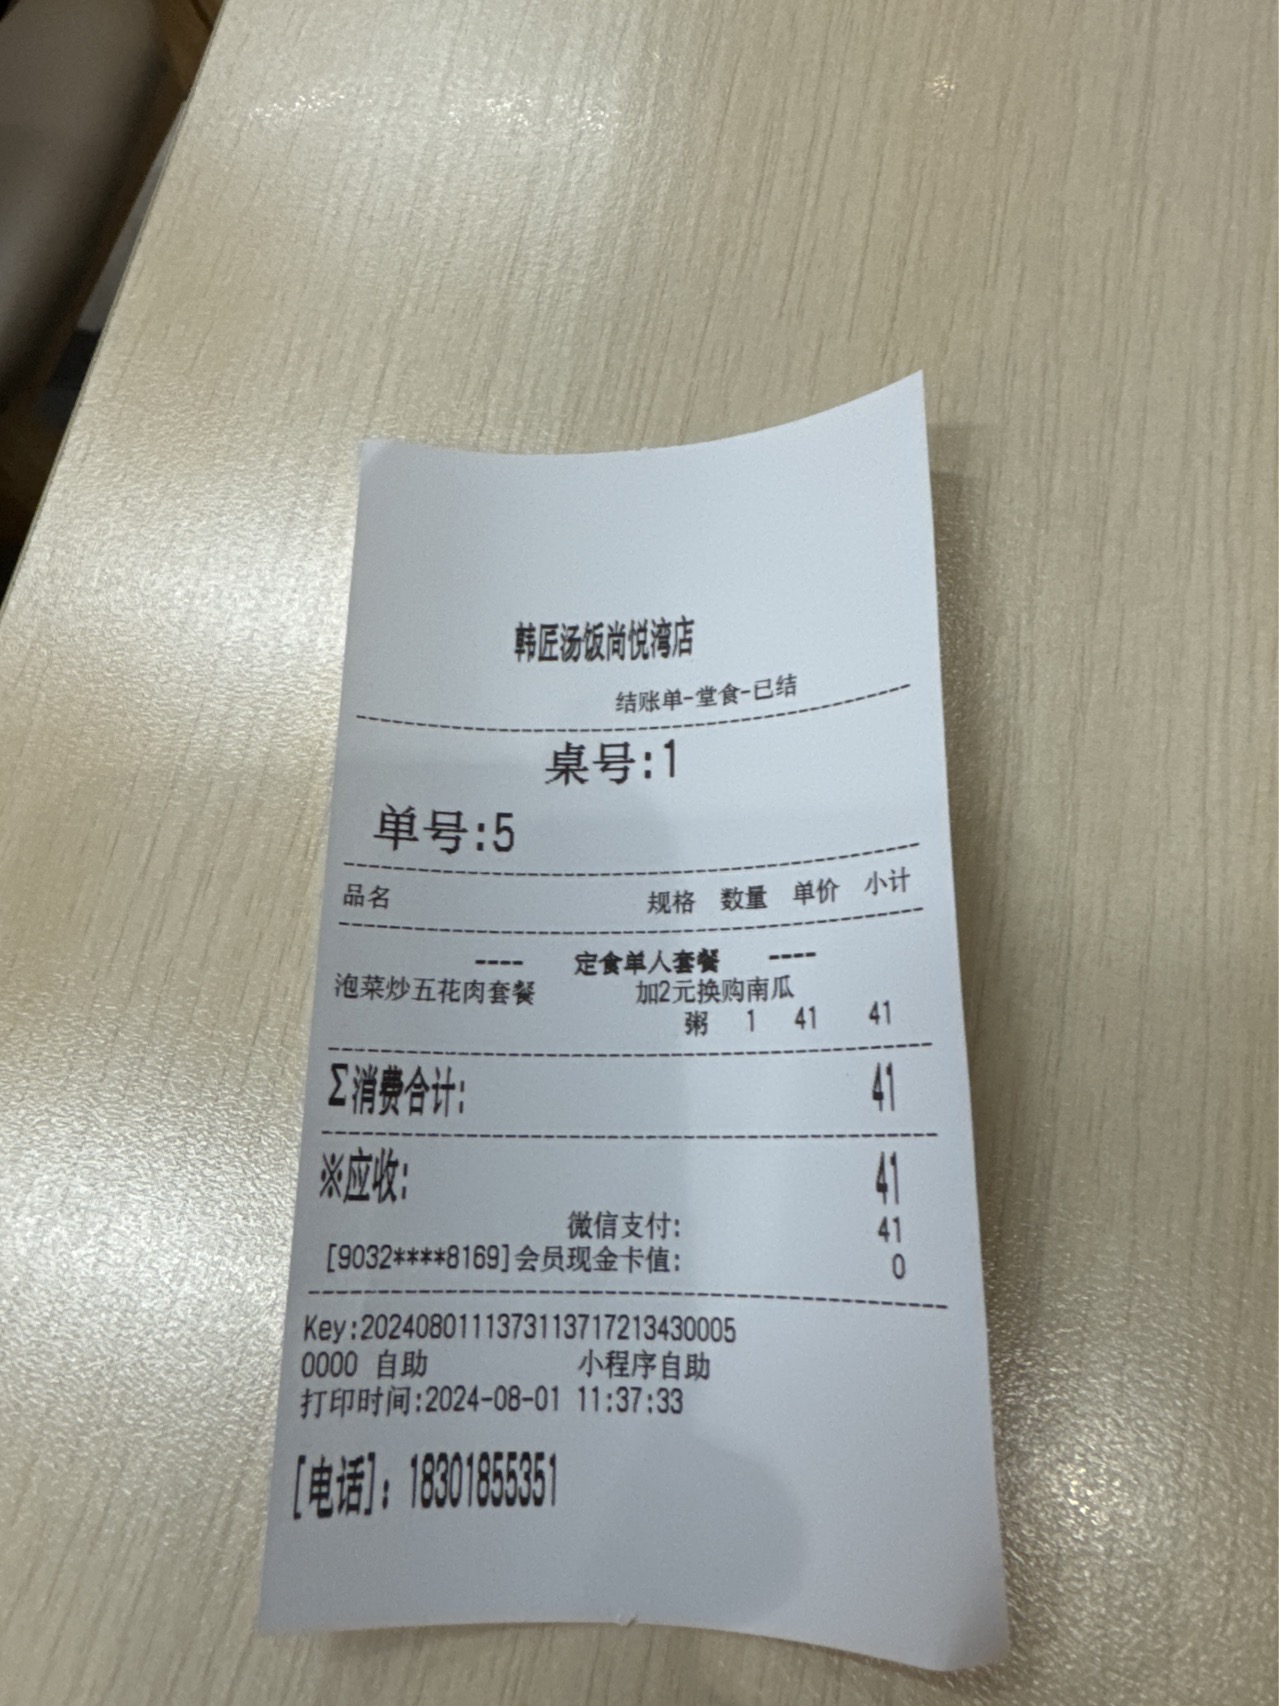 韩匠汤饭尚悦湾店
结账单-堂食-已结
桌号:1
单号:5
品名 规格 数量 单价 小计
---- 定食单人套餐 ----
泡菜炒五花肉套餐 加2元换购南瓜
粥 1 41 41
Σ消费合计: 41
※应收: 41
微信支付: 41
[9032****8169]会员现金卡值: 0
Key:2024080111373113717213430005
0000 自助 小程序自助
打印时间:2024-08-01 11:37:33
[电话]: 18301855351